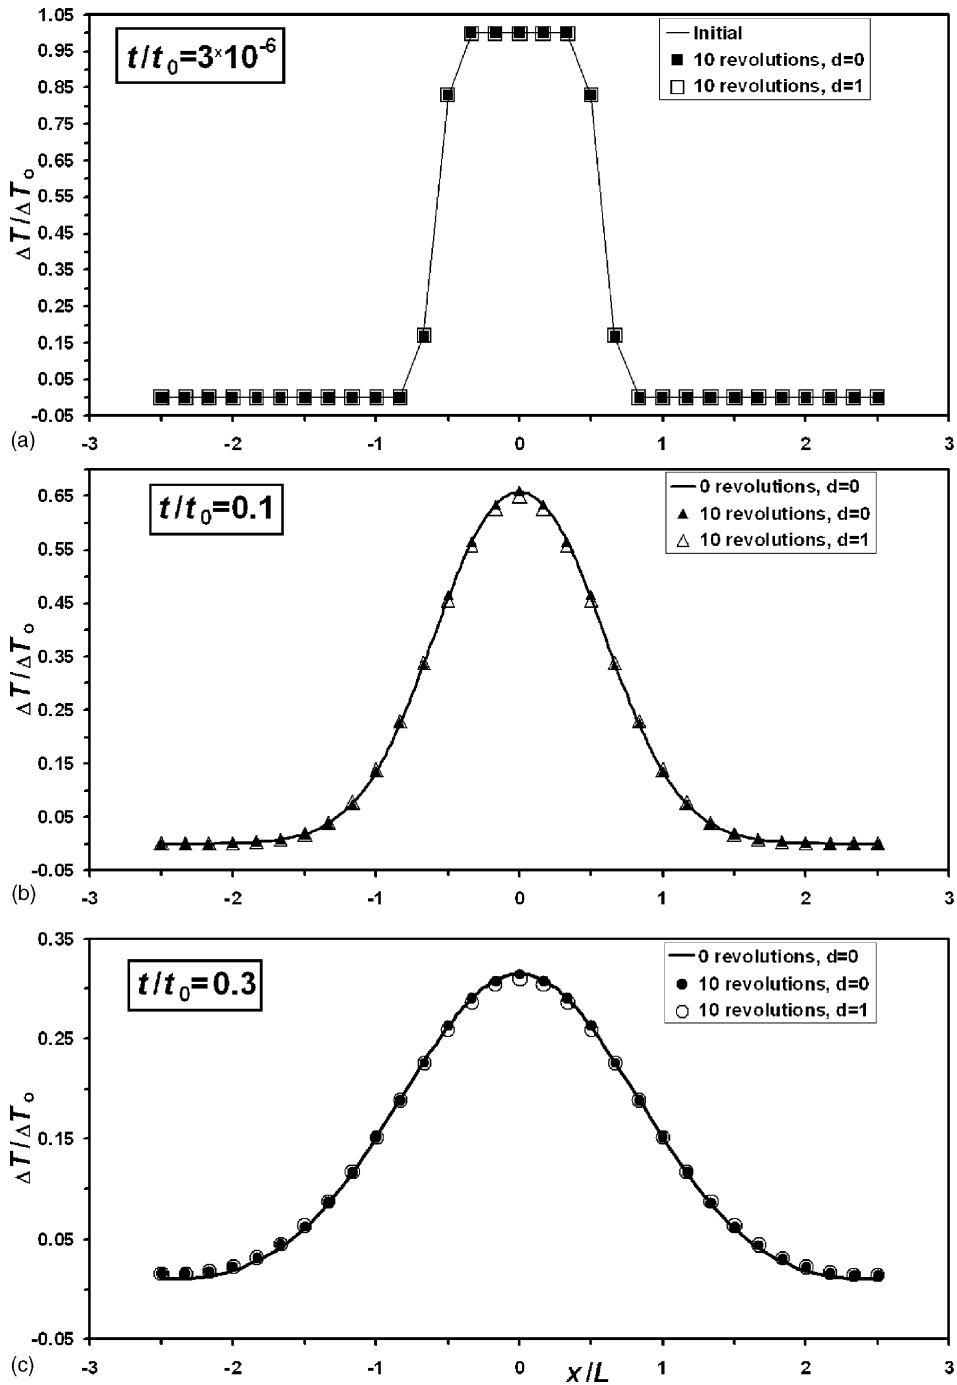 1.05
0.95
0.85
0.75
0.65
0.55
0.45
0.35
0.25
0.15
0.05
-0.05
ΔT/ΔTo
t/t0=3×10-6
Initial
10 revolutions, d=0
10 revolutions, d=1
-3 -2 -1 0 1 2 3
(a)
0.65
0.55
0.45
0.35
0.25
0.15
0.05
-0.05
ΔT/ΔTo
t/t0=0.1
0 revolutions, d=0
10 revolutions, d=0
10 revolutions, d=1
-3 -2 -1 0 1 2 3
(b)
0.35
0.25
0.15
0.05
-0.05
ΔT/ΔTo
t/t0=0.3
0 revolutions, d=0
10 revolutions, d=0
10 revolutions, d=1
-3 -2 -1 0 1 2 3
(c)
x/L